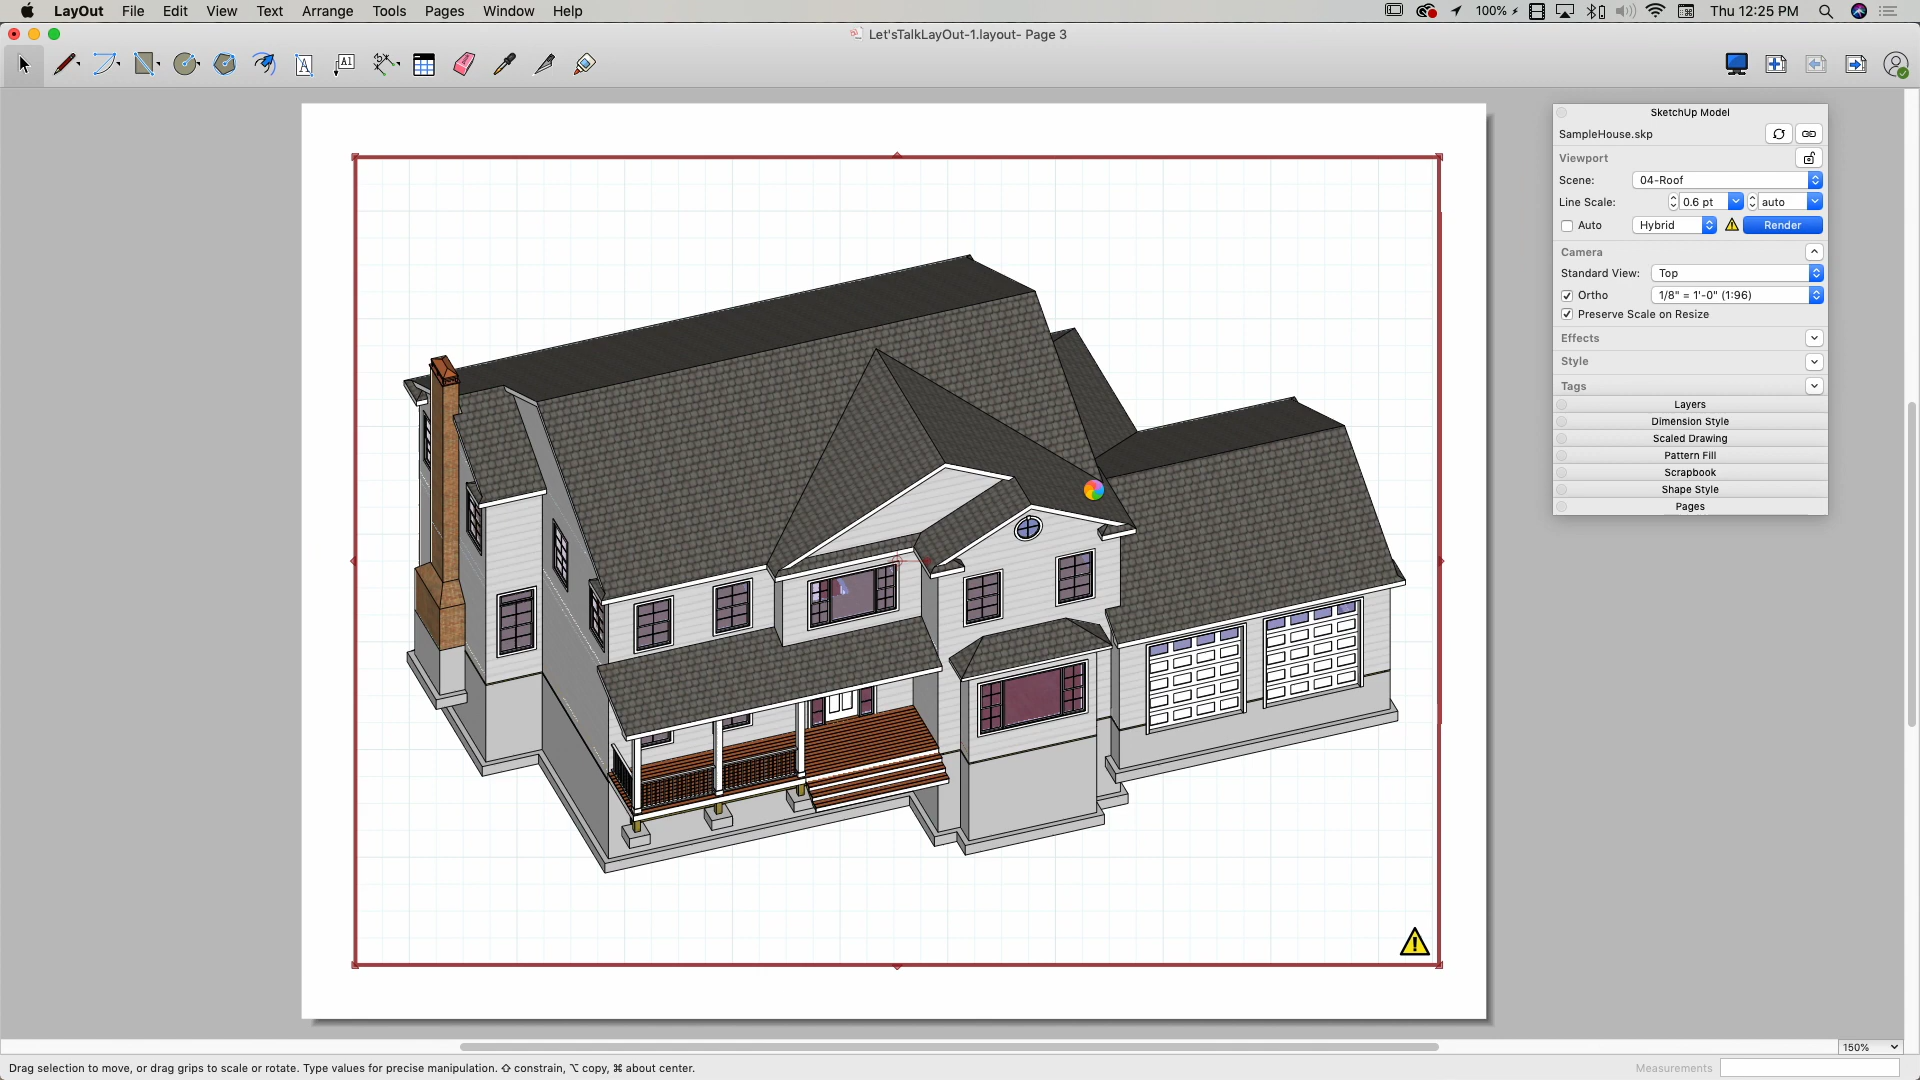 LayOut File Edit View Text Arrange Tools Pages Window Help 100% Thu 12:25 PM
Let'sTalkLayOut-1.layout- Page 3
A A1
SketchUp Model
SampleHouse.skp
Viewport
Scene: 04-Roof
Line Scale: 0.6 pt auto
Auto Hybrid Render
Camera
Standard View: Top
Ortho 1/8" = 1'-0" (1:96)
Preserve Scale on Resize
Effects
Style
Tags
Layers
Dimension Style
Scaled Drawing
Pattern Fill
Scrapbook
Shape Style
Pages
150%
Drag selection to move, or drag grips to scale or rotate. Type values for precise manipulation. ⇧ constrain, ⌥ copy, ⌘ about center. Measurements